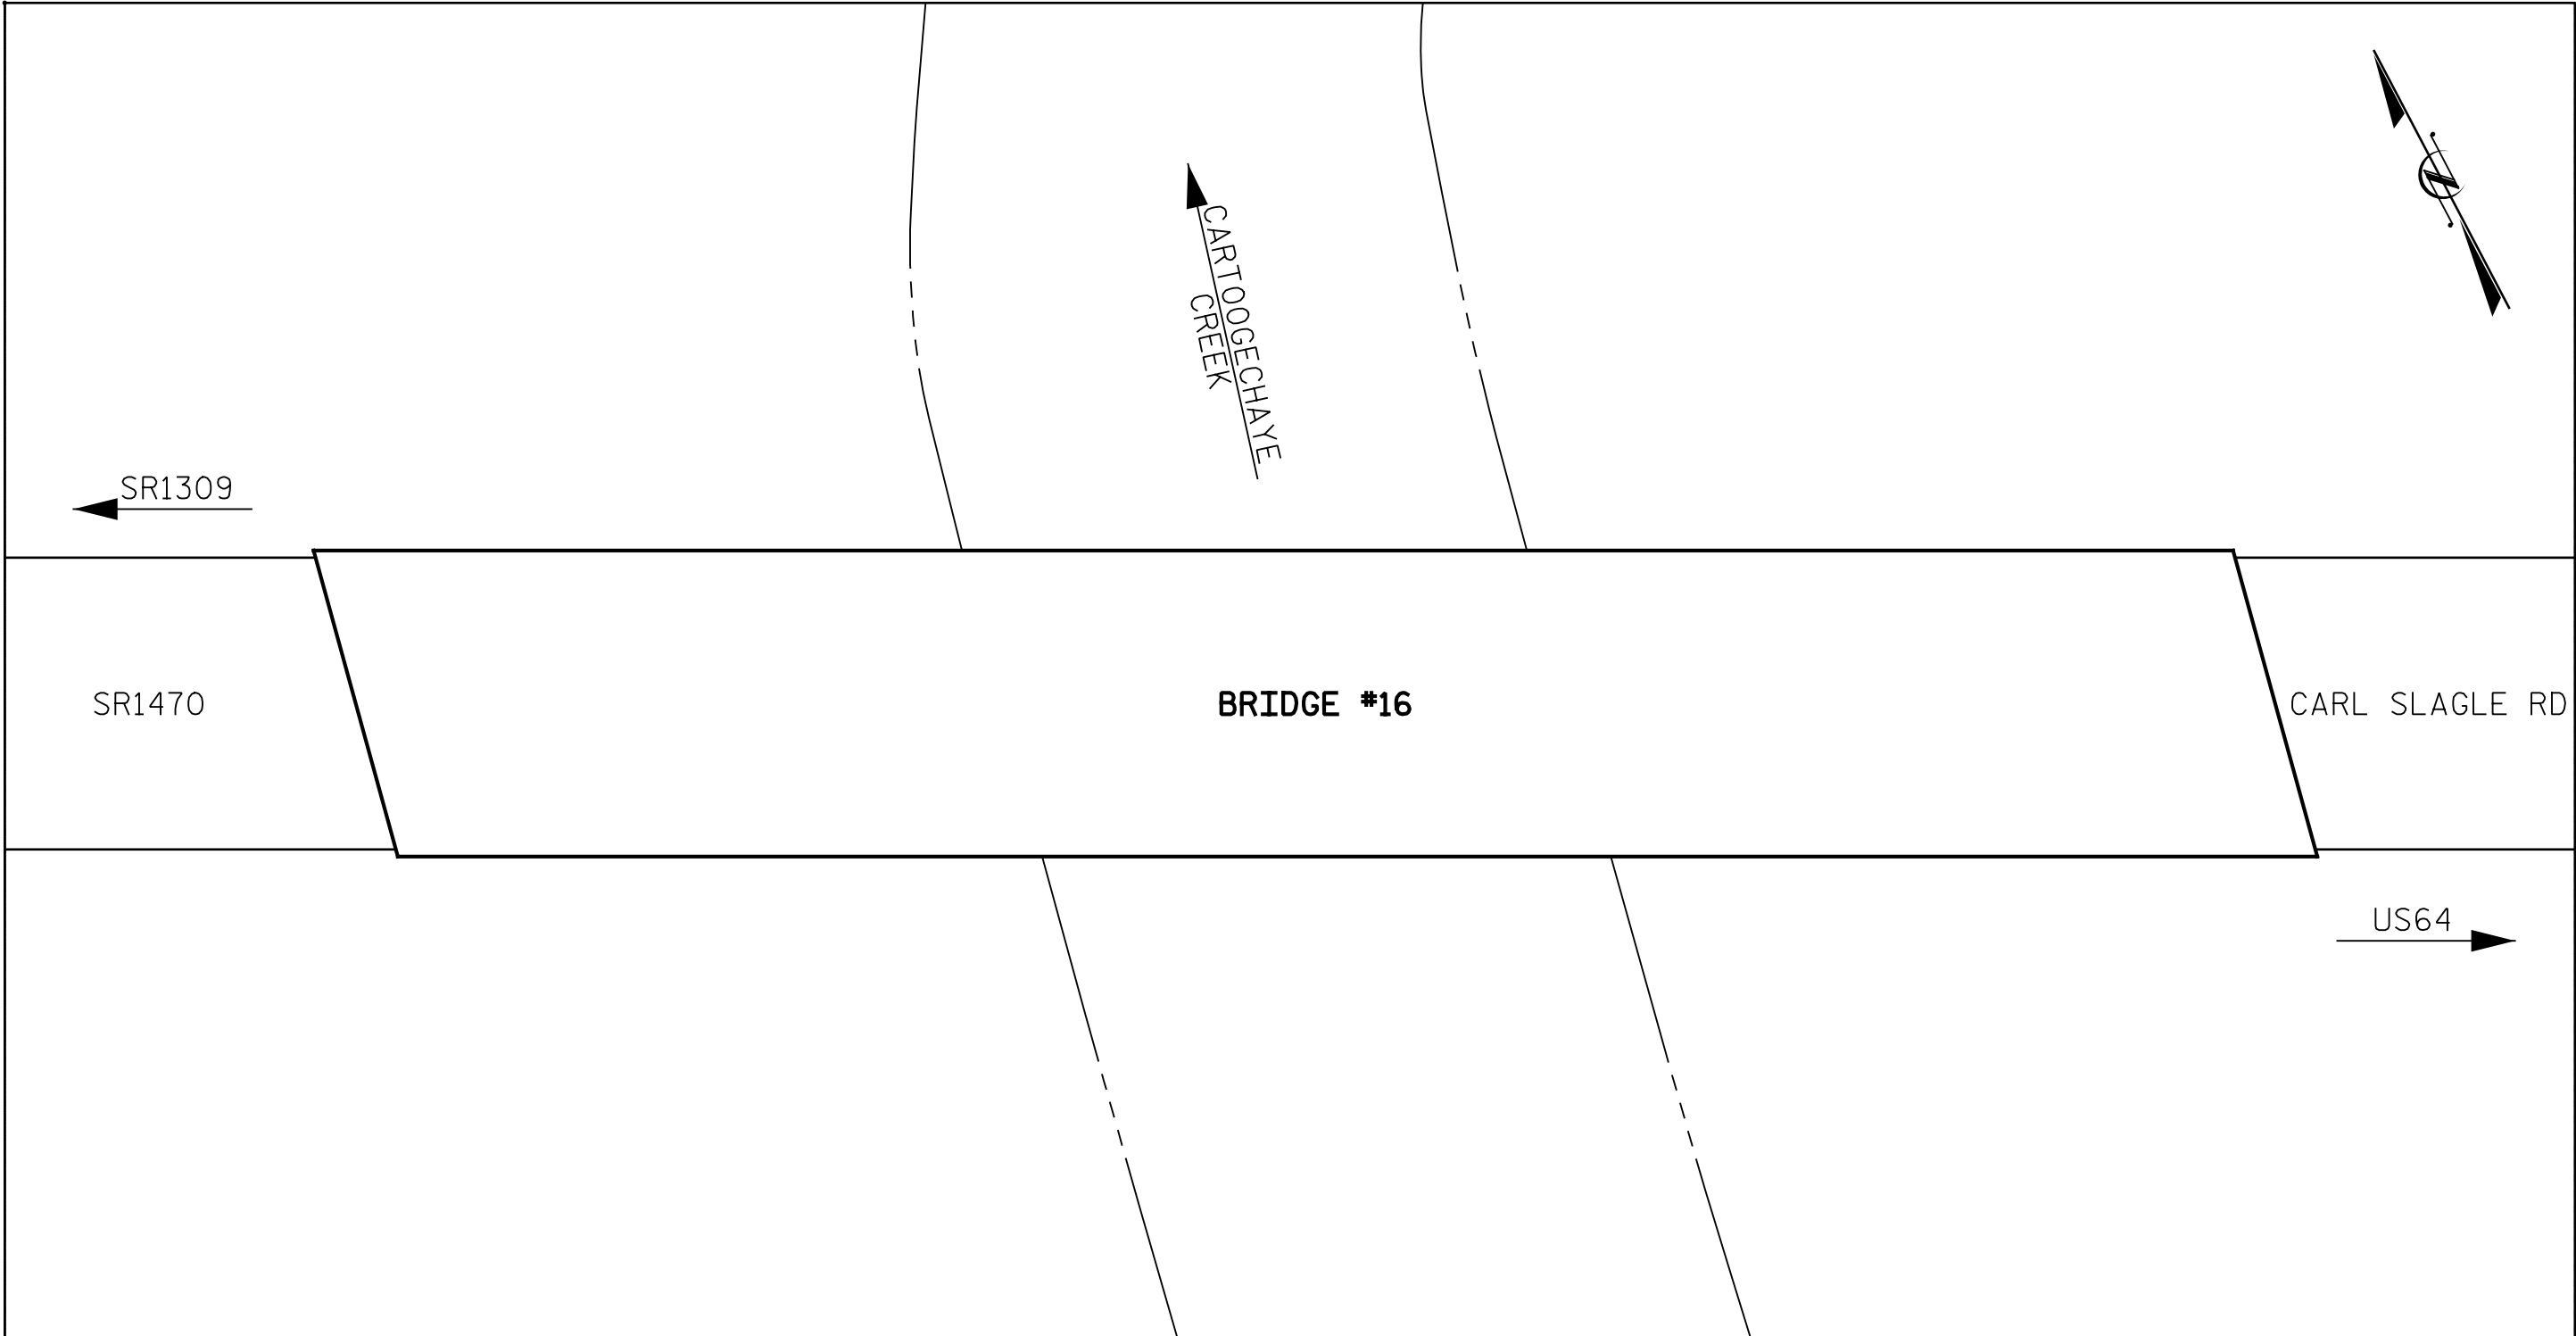 N
CARTOOGECHAYE
CREEK
SR1309
SR1470
BRIDGE #16
CARL SLAGLE RD
US64